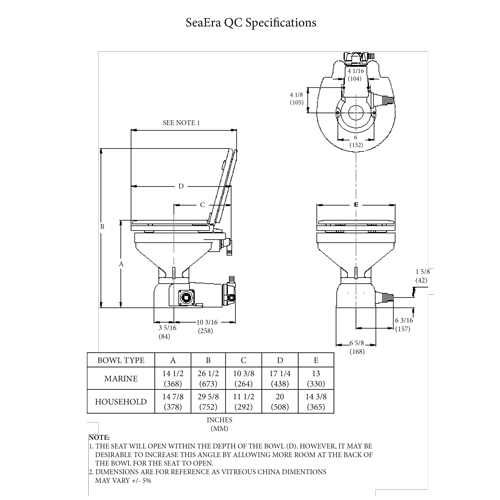 SeaEra QC Specifications
4 1/16
(104)
4 1/8
(105)
6
(152)
SEE NOTE 1
D
C
B
A
E
1 5/8
(42)
3 5/16
(84)
10 3/16
(258)
6 3/16
(157)
6 5/8
(168)
BOWL TYPE A B C D E
MARINE 14 1/2 (368) 26 1/2 (673) 10 3/8 (264) 17 1/4 (438) 13 (330)
HOUSEHOLD 14 7/8 (378) 29 5/8 (752) 11 1/2 (292) 20 (508) 14 3/8 (365)
INCHES
(MM)
NOTE:
1. THE SEAT WILL OPEN WITHIN THE DEPTH OF THE BOWL (D). HOWEVER, IT MAY BE
DESIRABLE TO INCREASE THIS ANGLE BY ALLOWING MORE ROOM AT THE BACK OF
THE BOWL FOR THE SEAT TO OPEN.
2. DIMENSIONS ARE FOR REFERENCE AS VITREOUS CHINA DIMENTIONS
MAY VARY +/- 5%